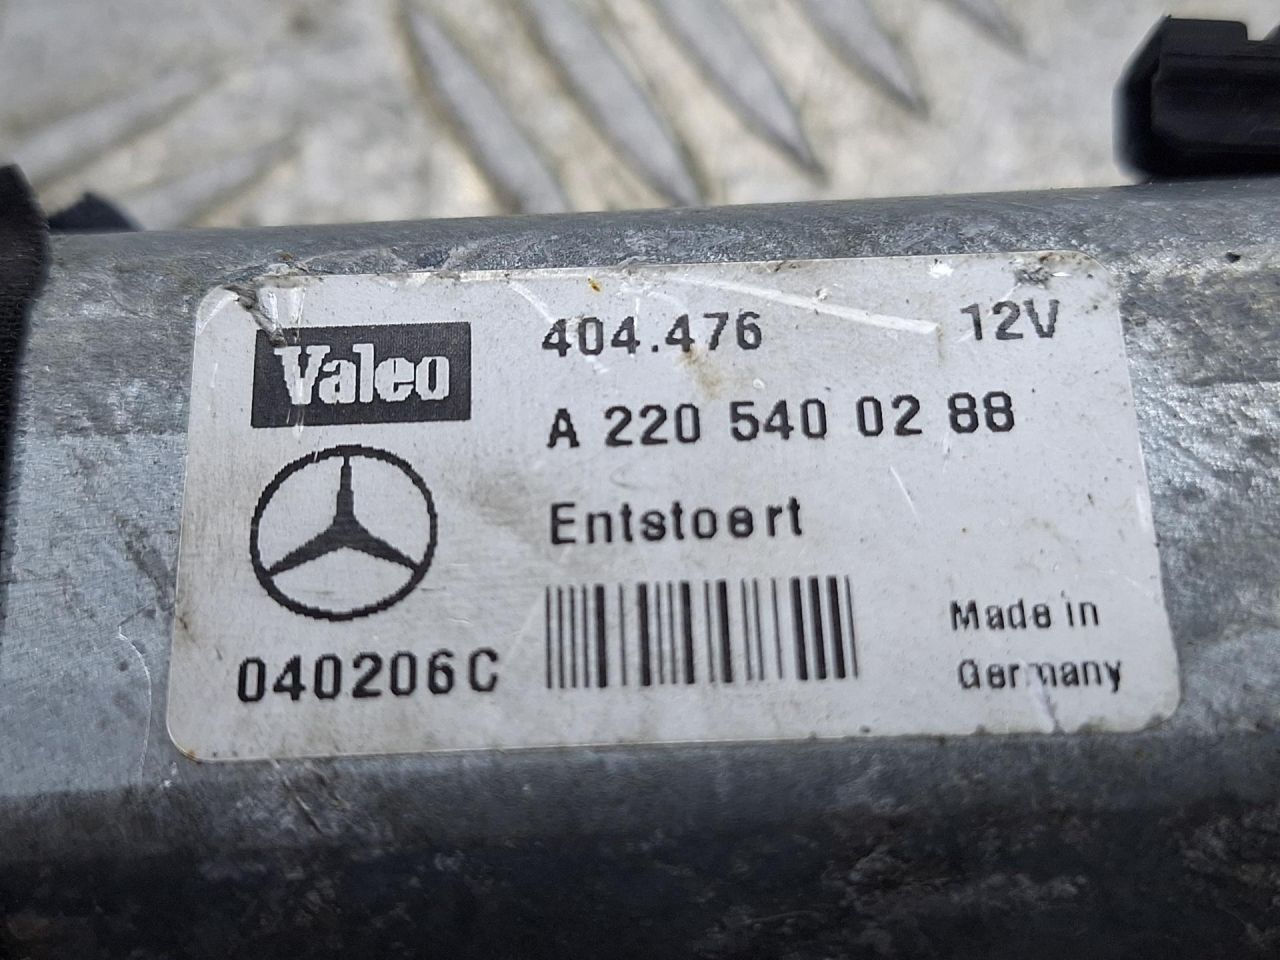 Valeo
404.476 12V
A 220 540 02 88
Entstoert
040206C
Made in
Germany